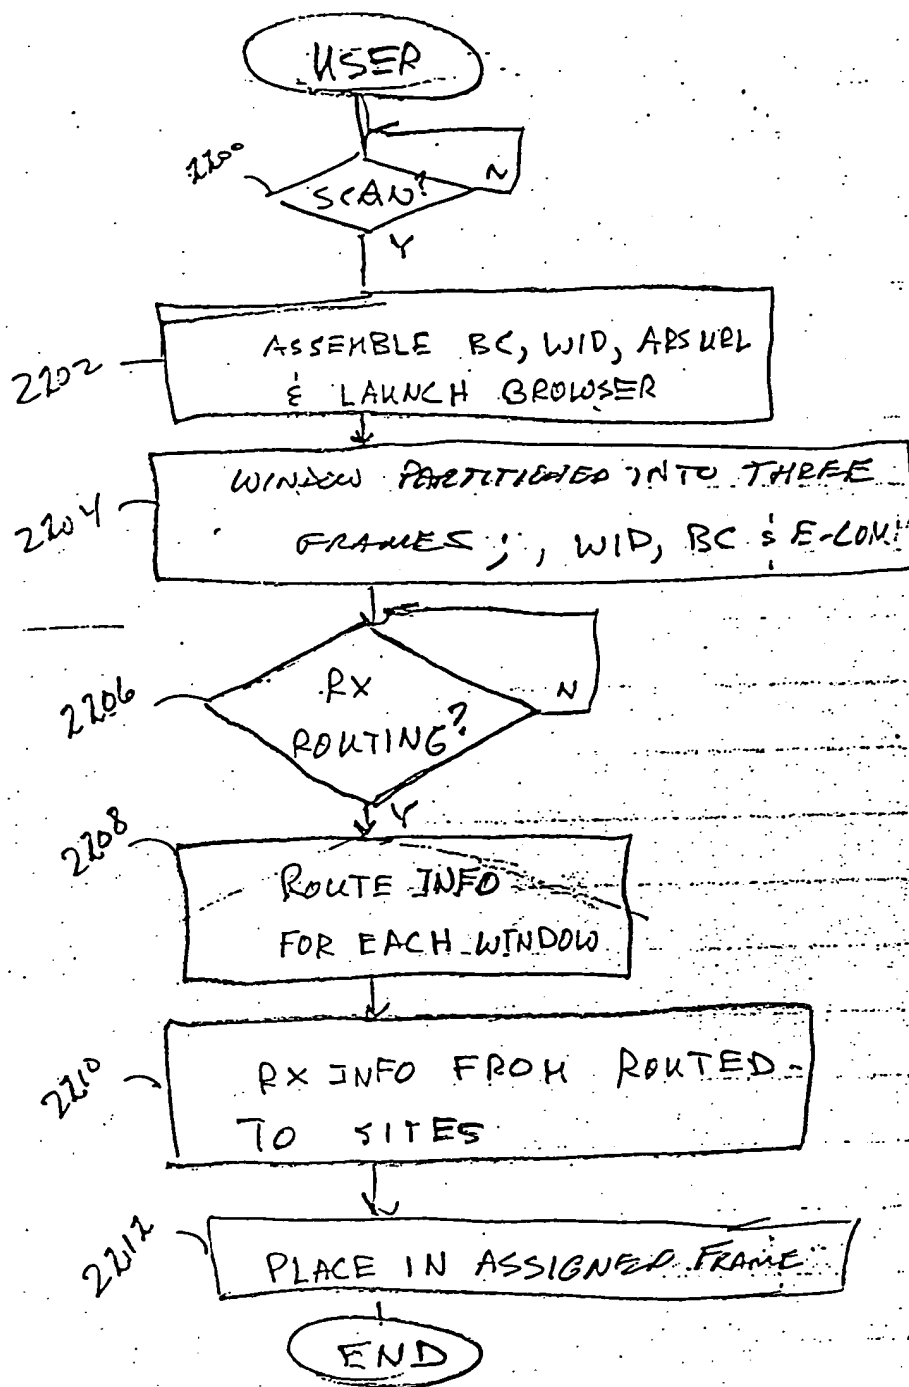 USER
2200
SCAN?
N
Y
2202
ASSEMBLE BC, WID, ARS URL
& LAUNCH BROWSER
2204
WINDOW PARTITIONED INTO THREE
FRAMES ; , WID, BC & E-COM
2206
RX
ROUTING?
N
Y
2208
ROUTE INFO
FOR EACH WINDOW
2210
RX INFO FROM ROUTED-
TO SITES
2212
PLACE IN ASSIGNED FRAME
END